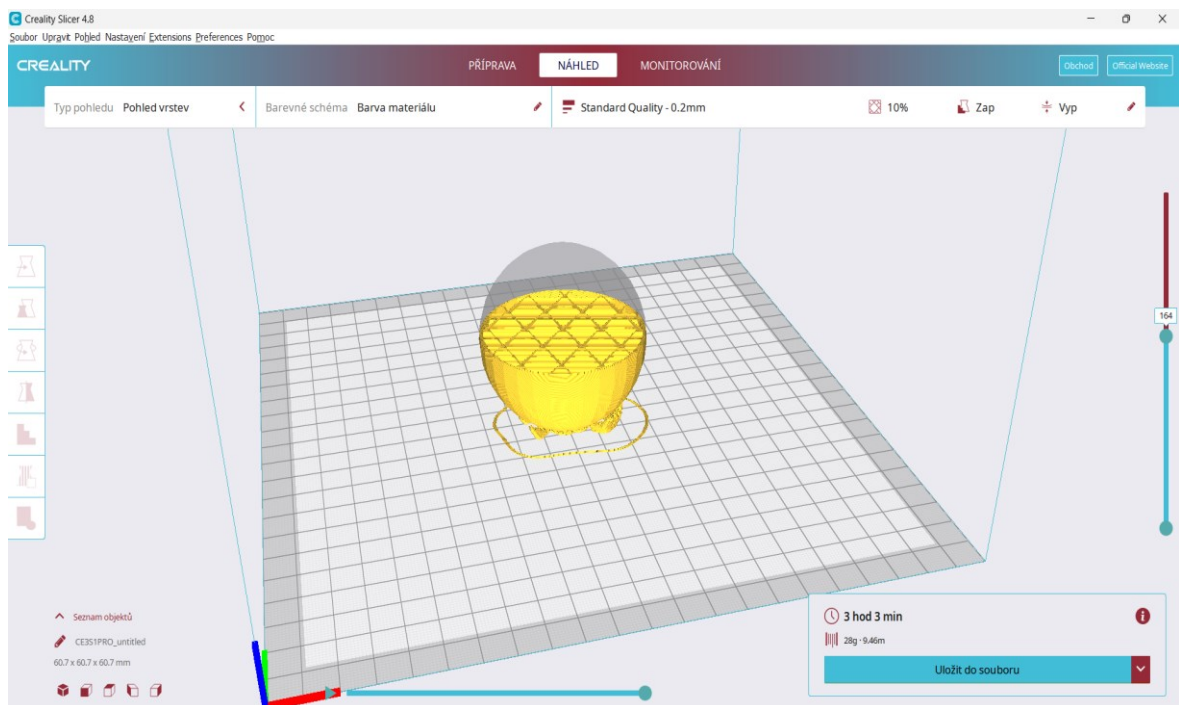 Creality Slicer 4.8
Soubor Upravit Pohled Nastavení Extensions Preferences Pomoc
CREALITY
PŘÍPRAVA NÁHLED MONITOROVÁNÍ
Obchod Official Website
Typ pohledu Pohled vrstev Barevné schéma Barva materiálu Standard Quality - 0.2mm 10% Zap Vyp
164
Seznam objektů
CE3S1PRO_untitled
60.7 x 60.7 x 60.7 mm
3 hod 3 min
28g · 9.46m
Uložit do souboru